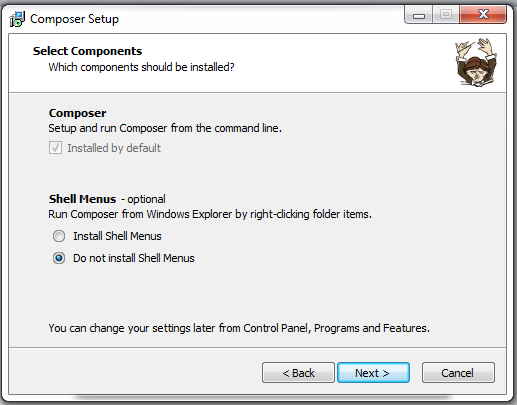 Composer Setup
Select Components
Which components should be installed?
Composer
Setup and run Composer from the command line.
Installed by default
Shell Menus - optional
Run Composer from Windows Explorer by right-clicking folder items.
Install Shell Menus
Do not install Shell Menus
You can change your settings later from Control Panel, Programs and Features.
< Back Next > Cancel